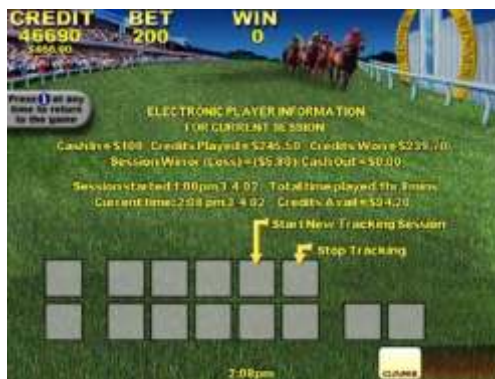 CREDIT BET WIN
46690 200 0
$466.90
Press i at any
time to return
to the game
ELECTRONIC PLAYER INFORMATION
FOR CURRENT SESSION
Cash In = $100 Credits Played = $245.50 Credits Won = $239.70
Session Win or (Loss) = ($5.80) Cash Out = $0.00
Session started 1:00pm 3 4 02 Total time played 1hr 8mins
Current time: 2:08 pm 3 4 02 Credits Avail = $94.20
Start New Tracking Session
Stop Tracking
2:08pm